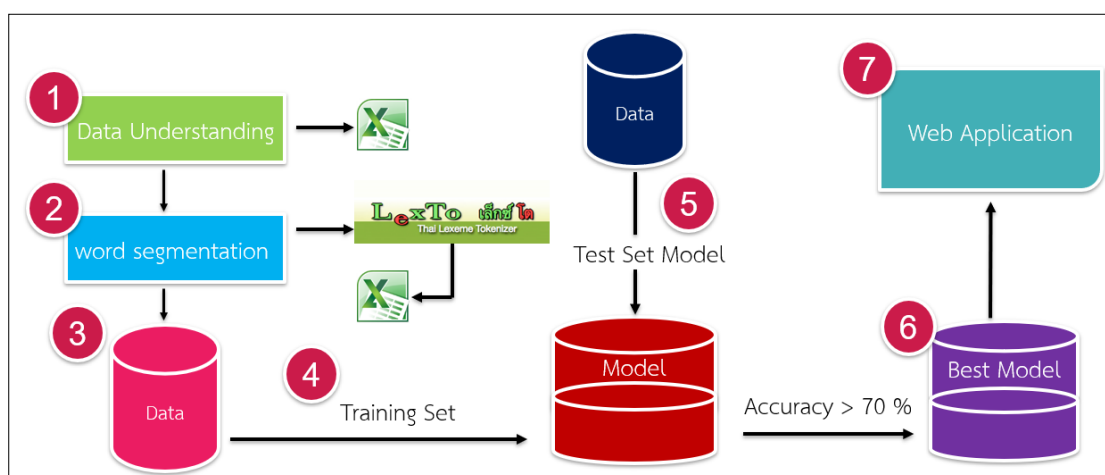 1
Data Understanding
2
word segmentation
LexTo เล็กซ์ โต
Thai Lexeme Tokenizer
3
Data
4
Training Set
Data
5
Test Set Model
Model
Accuracy > 70 %
6
Best Model
7
Web Application